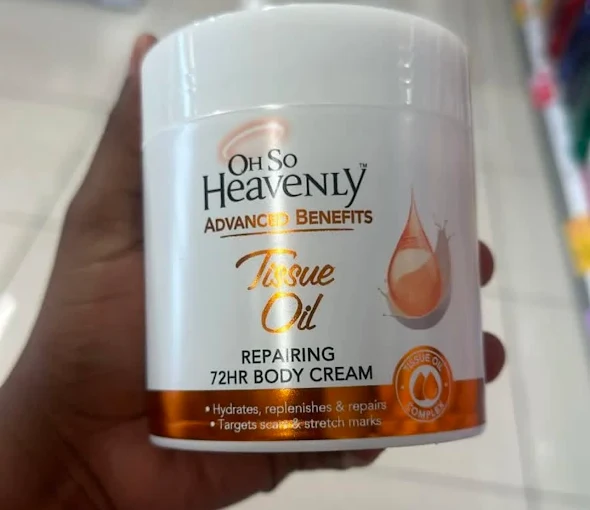 OH SO
HEAVENLY™
ADVANCED BENEFITS
Tissue
Oil
REPAIRING
72HR BODY CREAM
TISSUE OIL
COMPLEX
• Hydrates, replenishes & repairs
• Targets scars & stretch marks